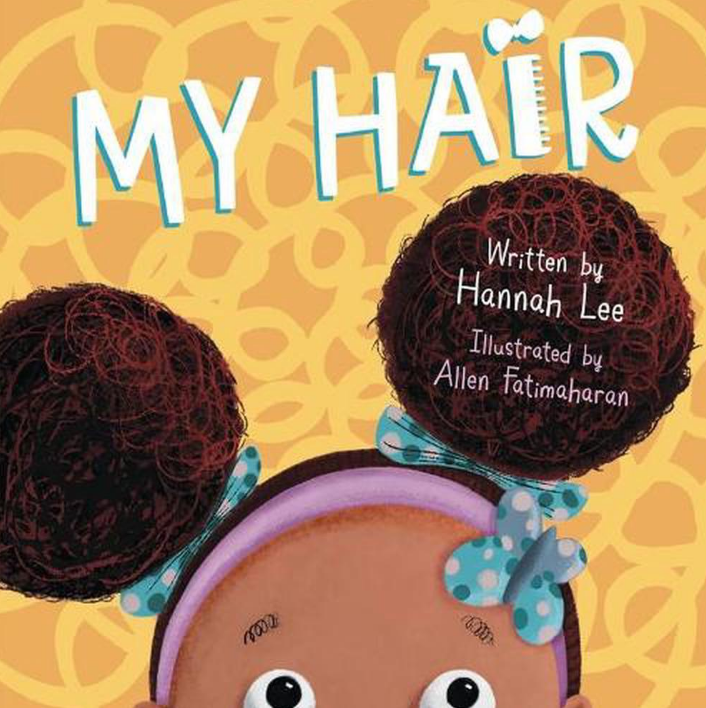 MY HAIR
Written by
Hannah Lee
Illustrated by
Allen Fatimaharan